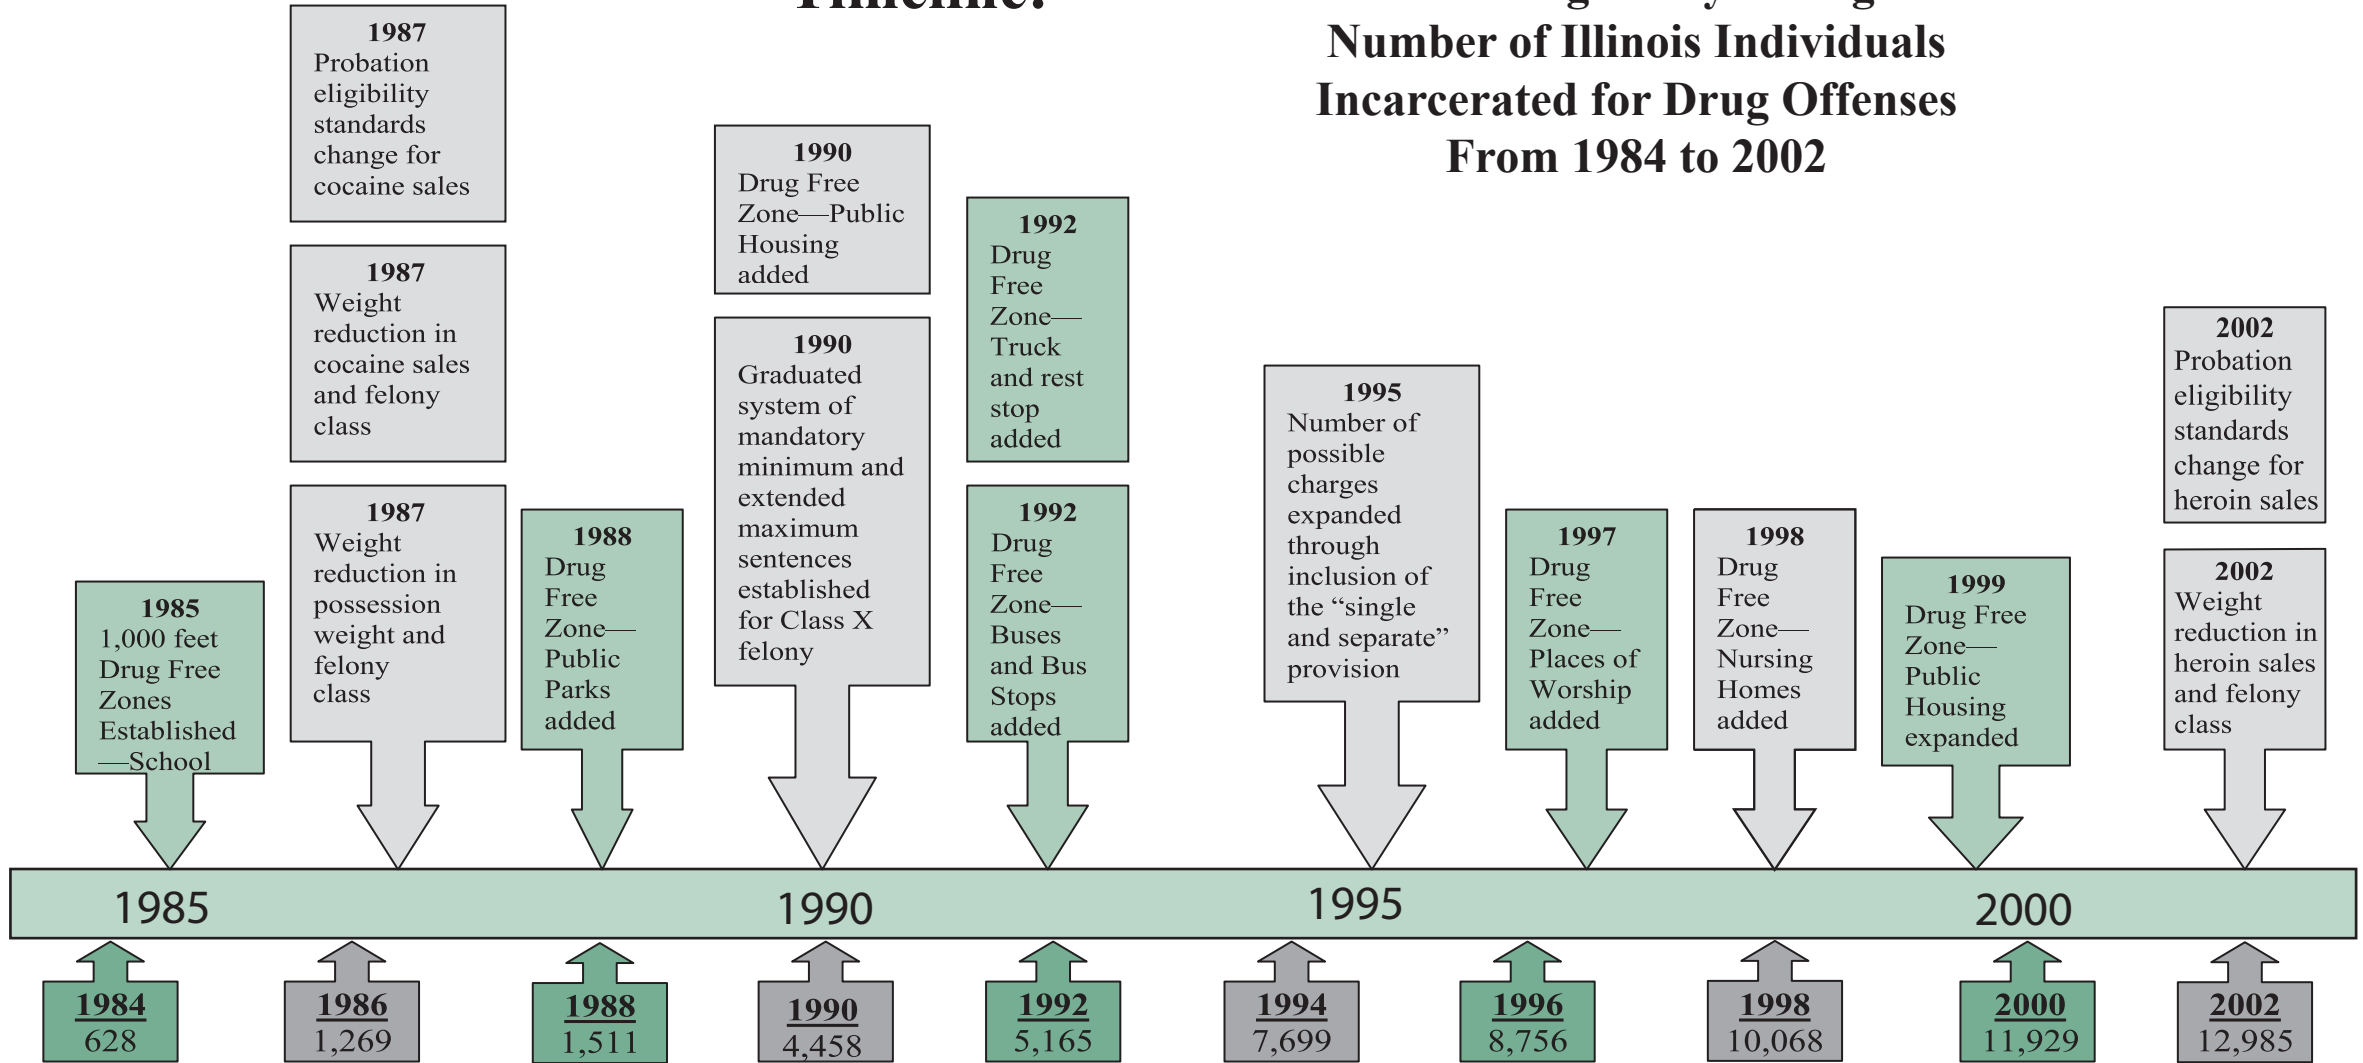 Timeline:
Number of Illinois Individuals
Incarcerated for Drug Offenses
From 1984 to 2002
1987
Probation
eligibility
standards
change for
cocaine sales
1987
Weight
reduction in
cocaine sales
and felony
class
1987
Weight
reduction in
possession
weight and
felony
class
1985
1,000 feet
Drug Free
Zones
Established
—School
1988
Drug
Free
Zone—
Public
Parks
added
1990
Drug Free
Zone—Public
Housing
added
1990
Graduated
system of
mandatory
minimum and
extended
maximum
sentences
established
for Class X
felony
1992
Drug
Free
Zone—
Truck
and rest
stop
added
1992
Drug
Free
Zone—
Buses
and Bus
Stops
added
1995
Number of
possible
charges
expanded
through
inclusion of
the “single
and separate”
provision
1997
Drug
Free
Zone—
Places of
Worship
added
1998
Drug
Free
Zone—
Nursing
Homes
added
1999
Drug Free
Zone—
Public
Housing
expanded
2002
Probation
eligibility
standards
change for
heroin sales
2002
Weight
reduction in
heroin sales
and felony
class
1985
1990
1995
2000
1984
628
1986
1,269
1988
1,511
1990
4,458
1992
5,165
1994
7,699
1996
8,756
1998
10,068
2000
11,929
2002
12,985